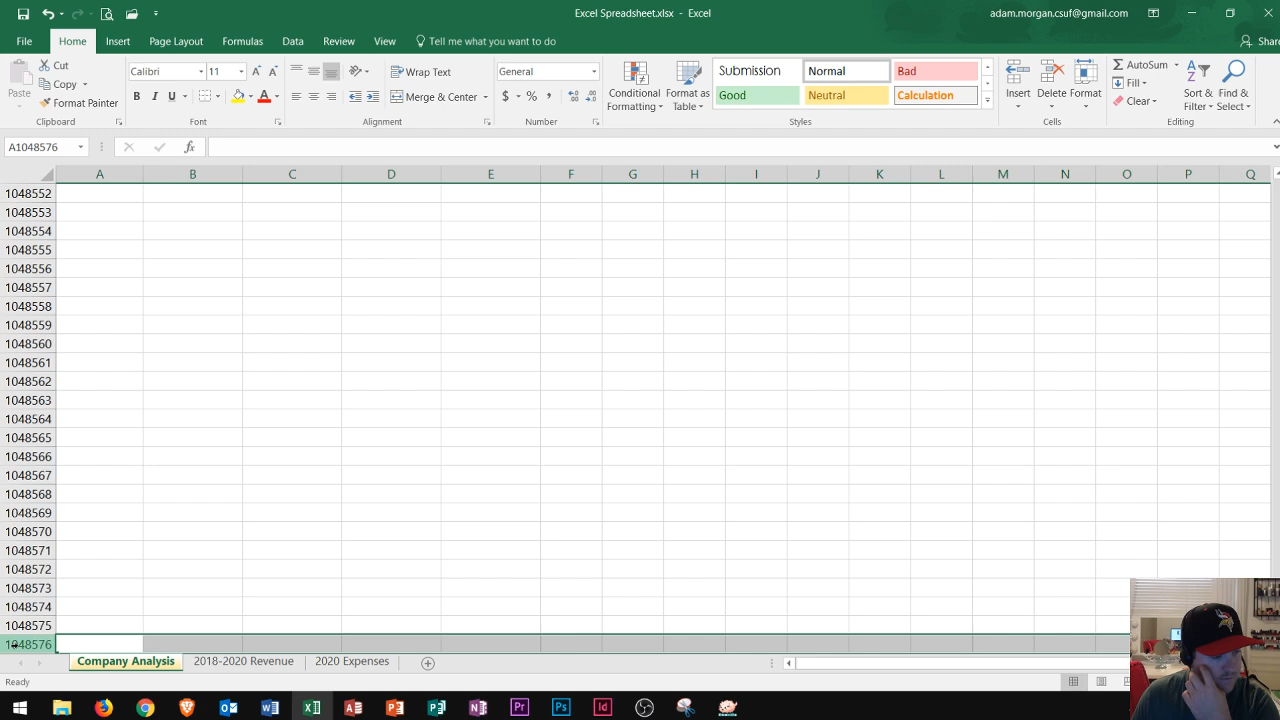 Excel Spreadsheet.xlsx - Excel
adam.morgan.csuf@gmail.com
File Home Insert Page Layout Formulas Data Review View Tell me what you want to do Share
Paste
Cut
Copy
Format Painter
Clipboard
Calibri 11
B I U A
Font
Wrap Text
Merge & Center
Alignment
General
$ % ,
Number
Conditional Formatting
Format as Table
Submission Normal Bad
Good Neutral Calculation
Styles
Insert Delete Format
Cells
AutoSum
Fill
Clear
Sort & Filter
Find & Select
Editing
A1048576 fx
A B C D E F G H I J K L M N O P Q
1048552
1048553
1048554
1048555
1048556
1048557
1048558
1048559
1048560
1048561
1048562
1048563
1048564
1048565
1048566
1048567
1048568
1048569
1048570
1048571
1048572
1048573
1048574
1048575
1048576
Company Analysis 2018-2020 Revenue 2020 Expenses
Ready